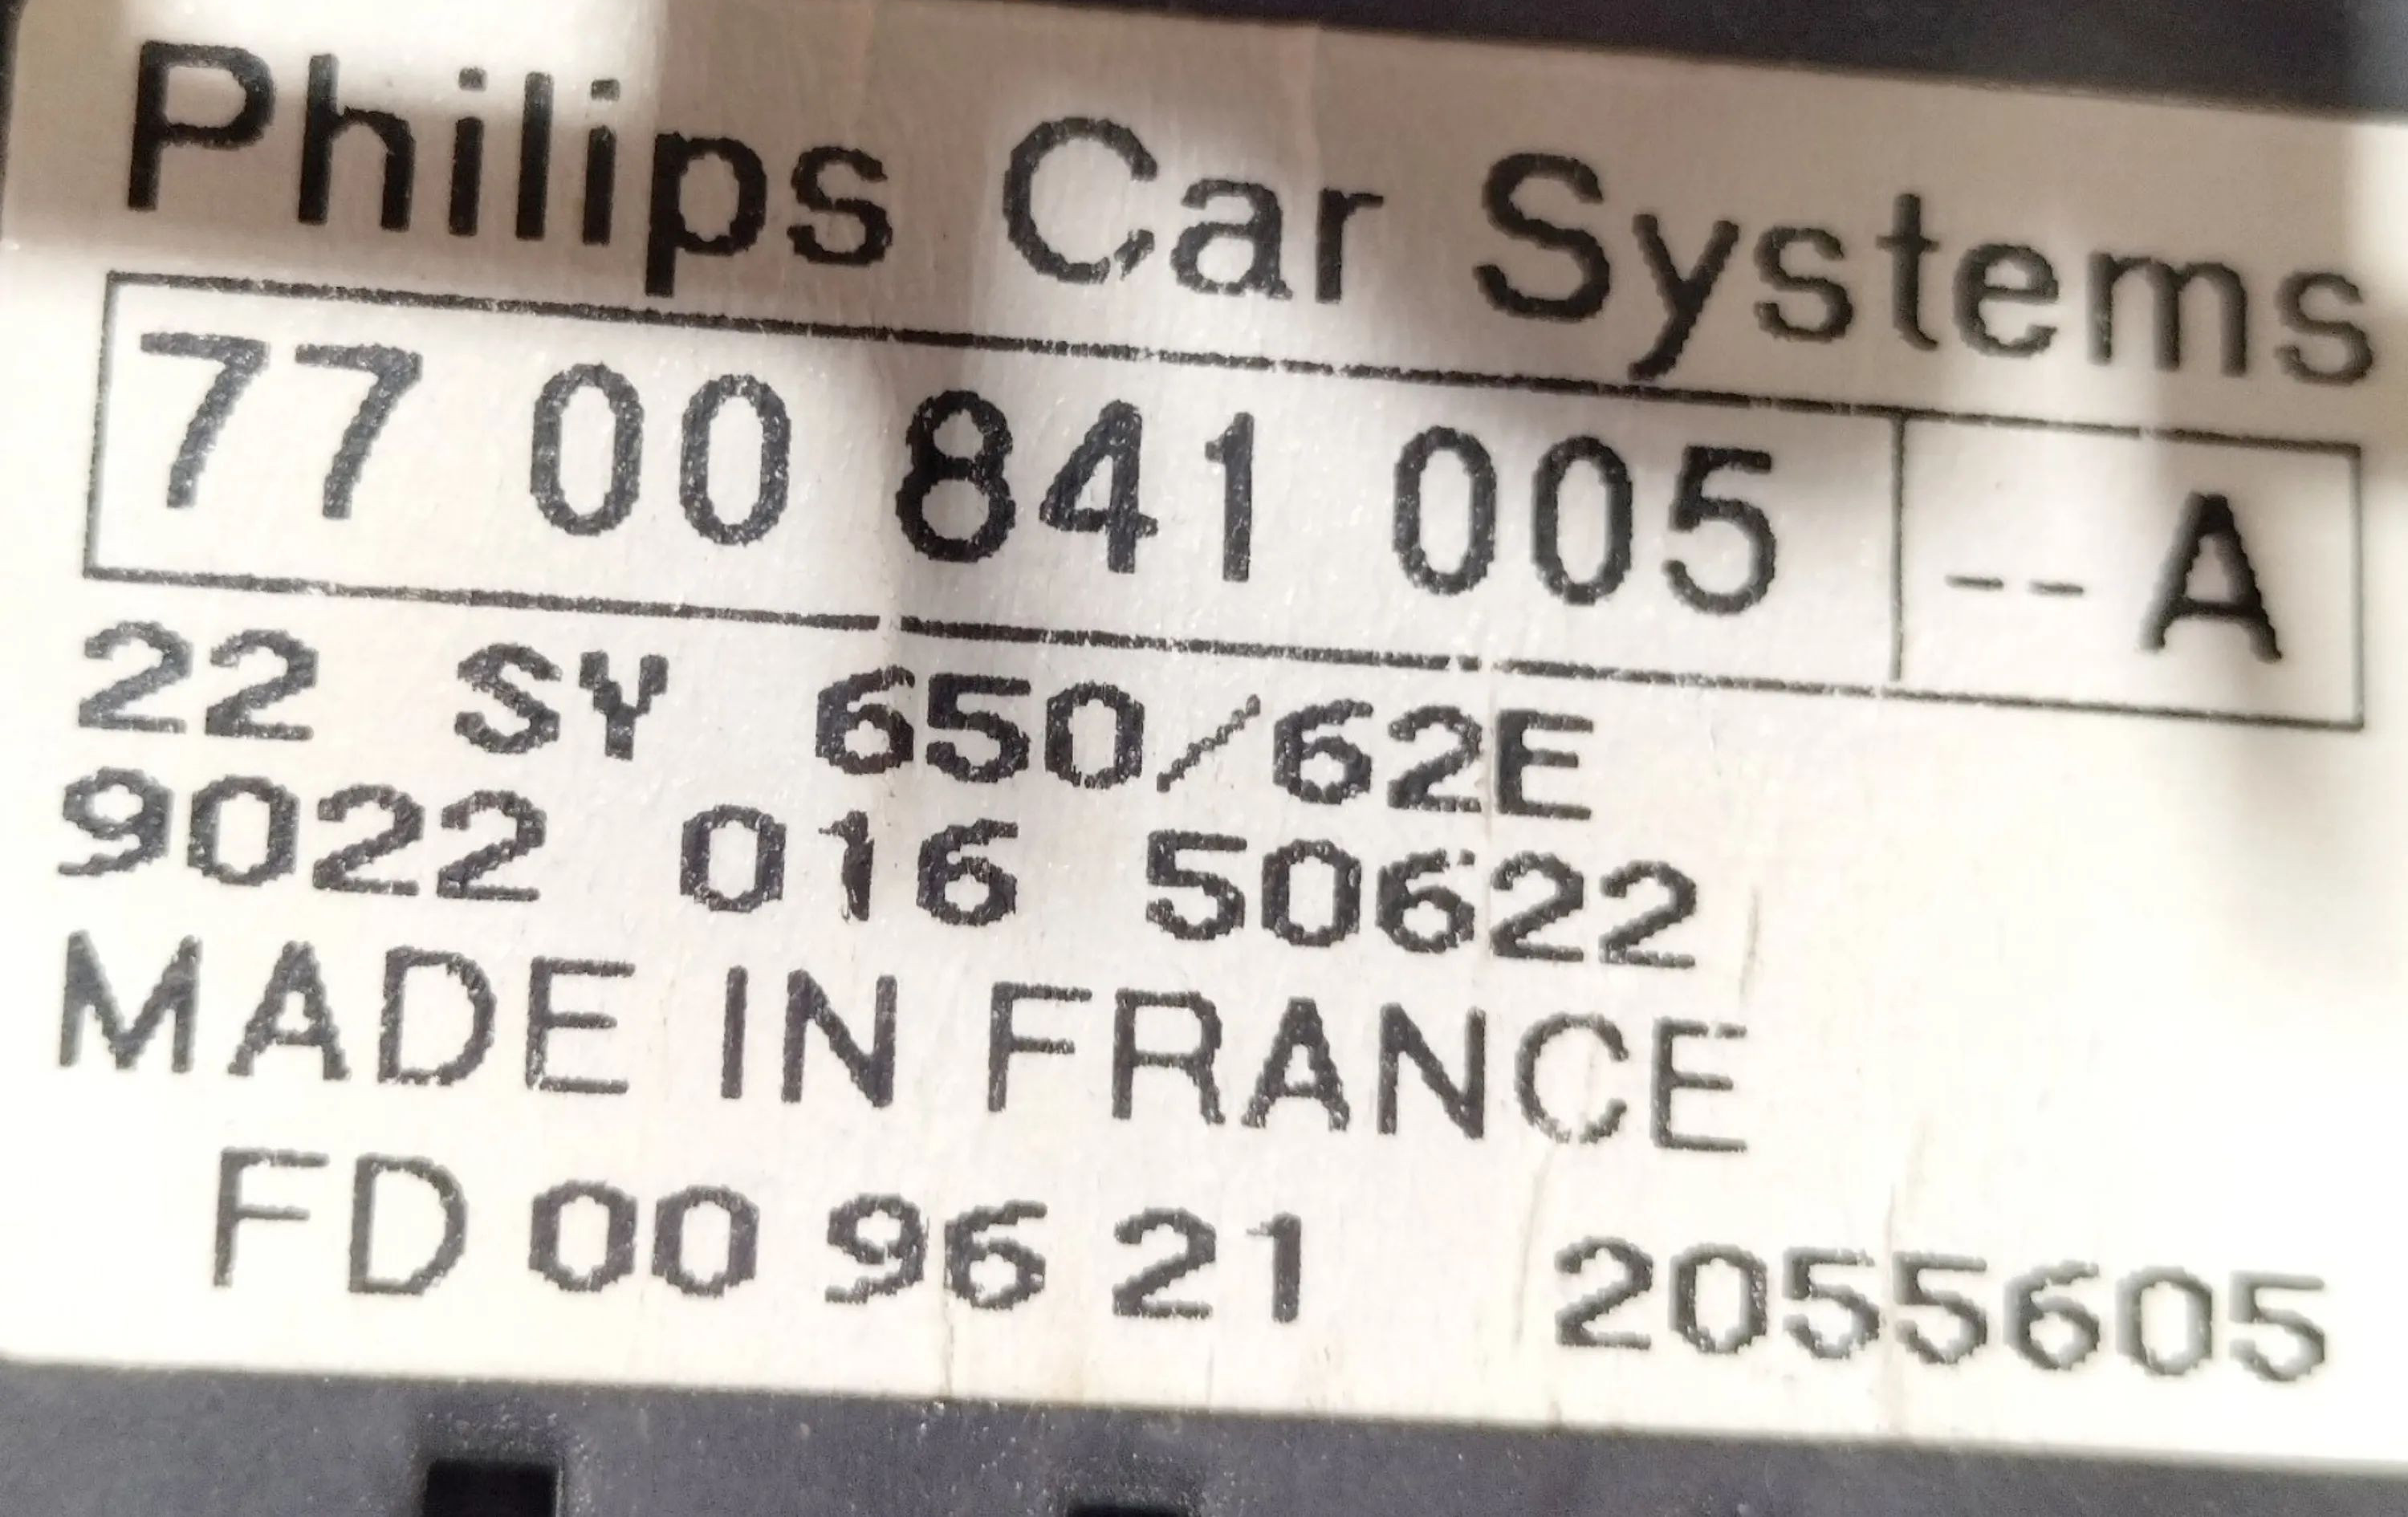 Philips Car Systems
77 00 841 005 --A
22 SY 650/62E
9022 016 50622
MADE IN FRANCE
FD 00 96 21 2055605